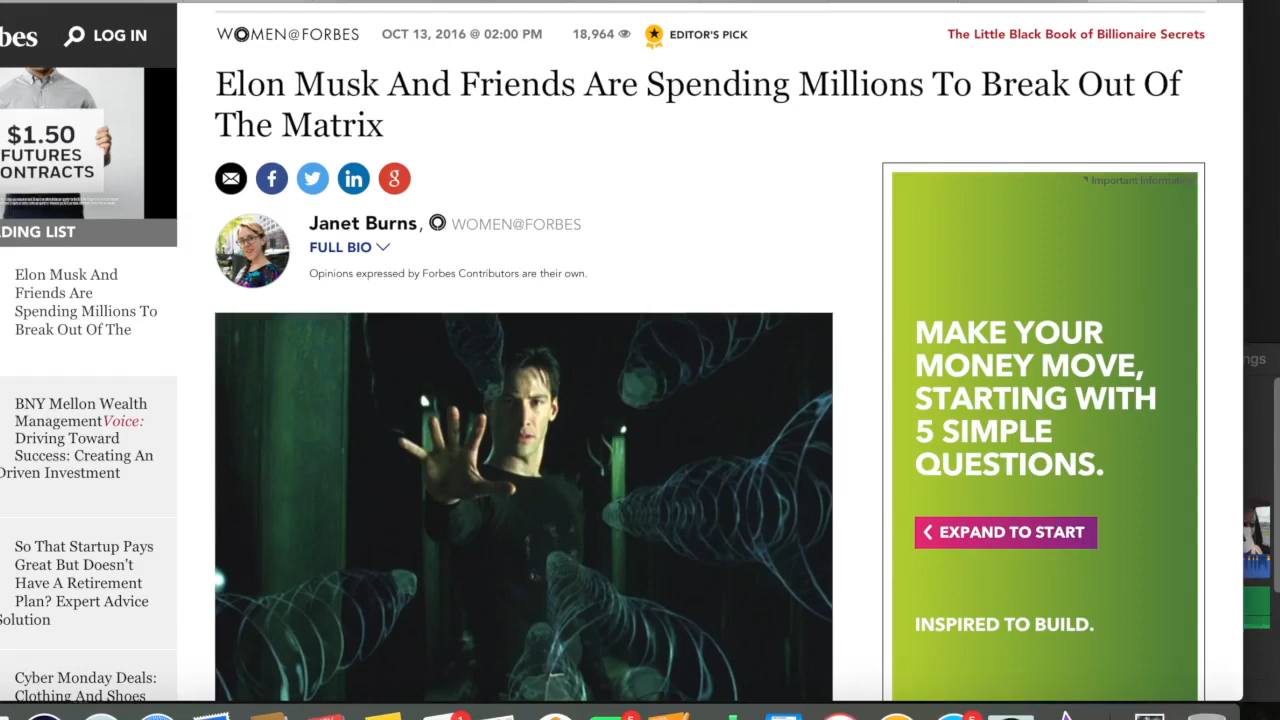 bes
LOG IN
WOMEN@FORBES
OCT 13, 2016 @ 02:00 PM
18,964
EDITOR'S PICK
The Little Black Book of Billionaire Secrets
Elon Musk And Friends Are Spending Millions To Break Out Of
The Matrix
Janet Burns, WOMEN@FORBES
FULL BIO
Opinions expressed by Forbes Contributors are their own.
$1.50
FUTURES
ONTRACTS
DING LIST
Elon Musk And
Friends Are
Spending Millions To
Break Out Of The
BNY Mellon Wealth
ManagementVoice:
Driving Toward
Success: Creating An
Driven Investment
So That Startup Pays
Great But Doesn't
Have A Retirement
Plan? Expert Advice
Solution
Cyber Monday Deals:
Clothing And Shoes
Important Information
MAKE YOUR
MONEY MOVE,
STARTING WITH
5 SIMPLE
QUESTIONS.
EXPAND TO START
INSPIRED TO BUILD.
ngs
1
5
5